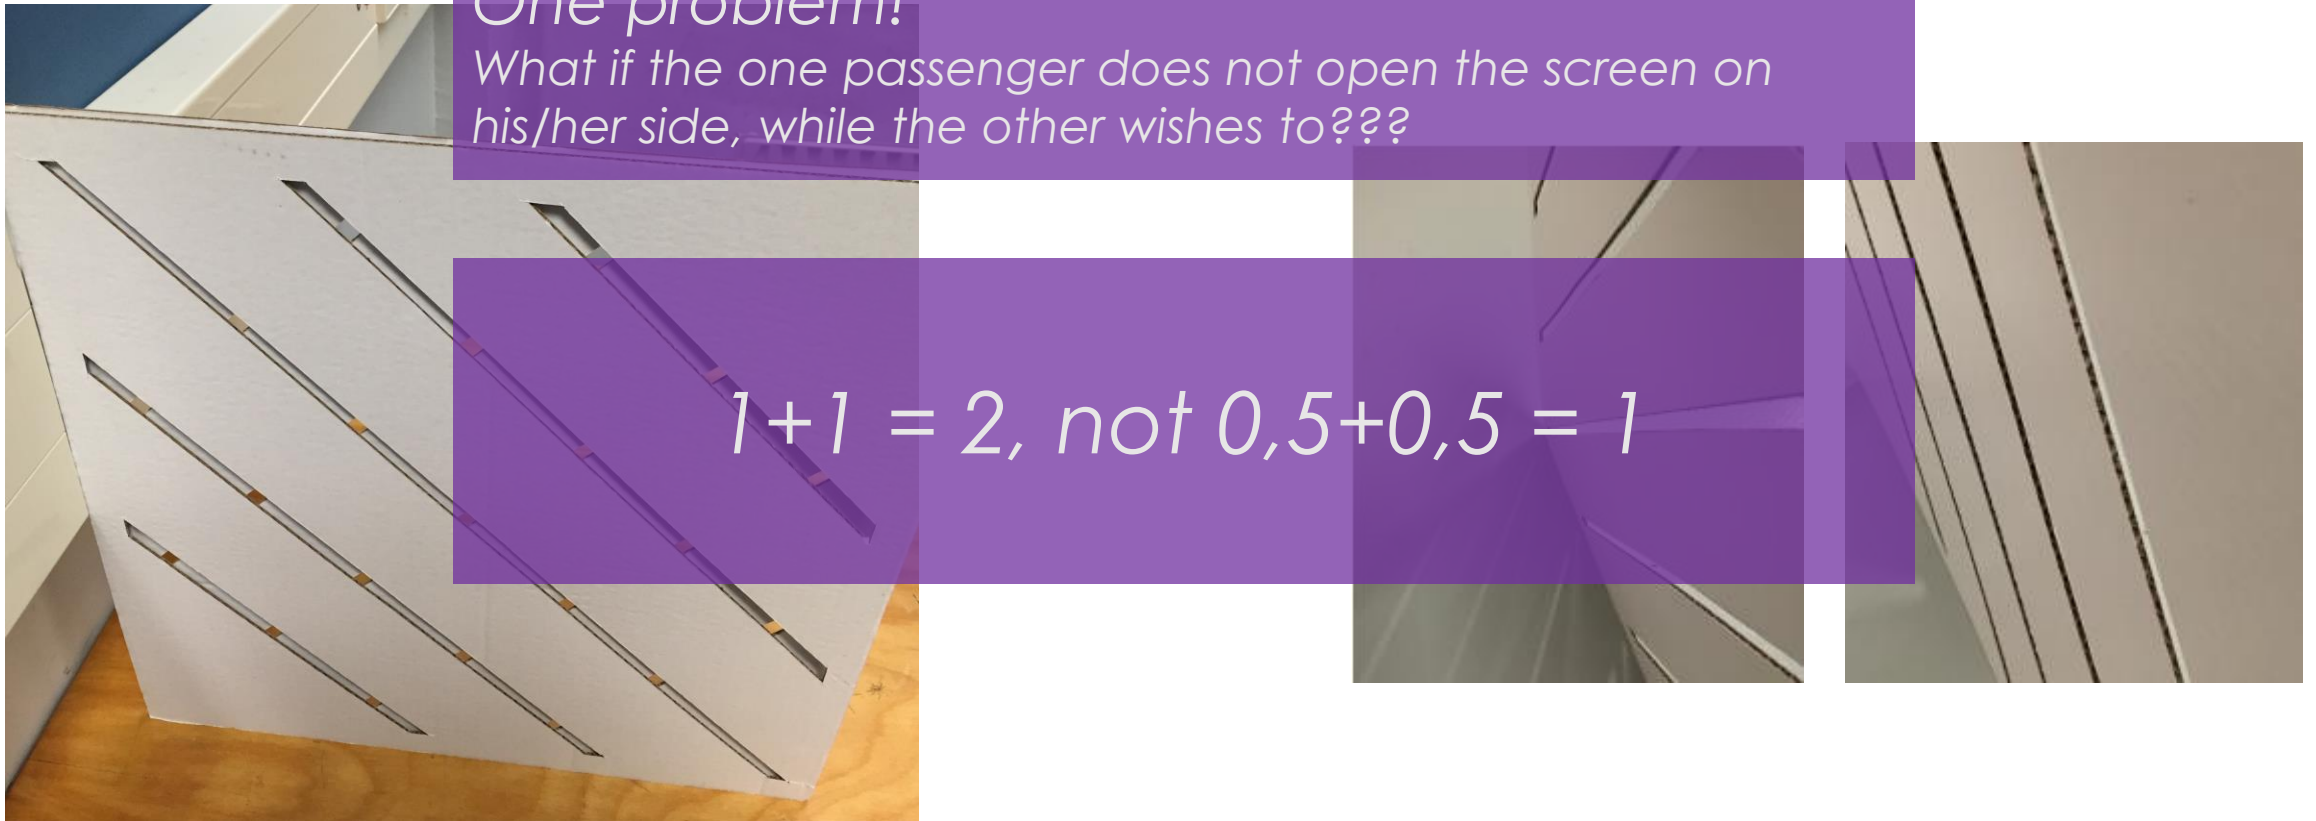 One problem!
What if the one passenger does not open the screen on
his/her side, while the other wishes to???
1+1 = 2, not 0,5+0,5 = 1